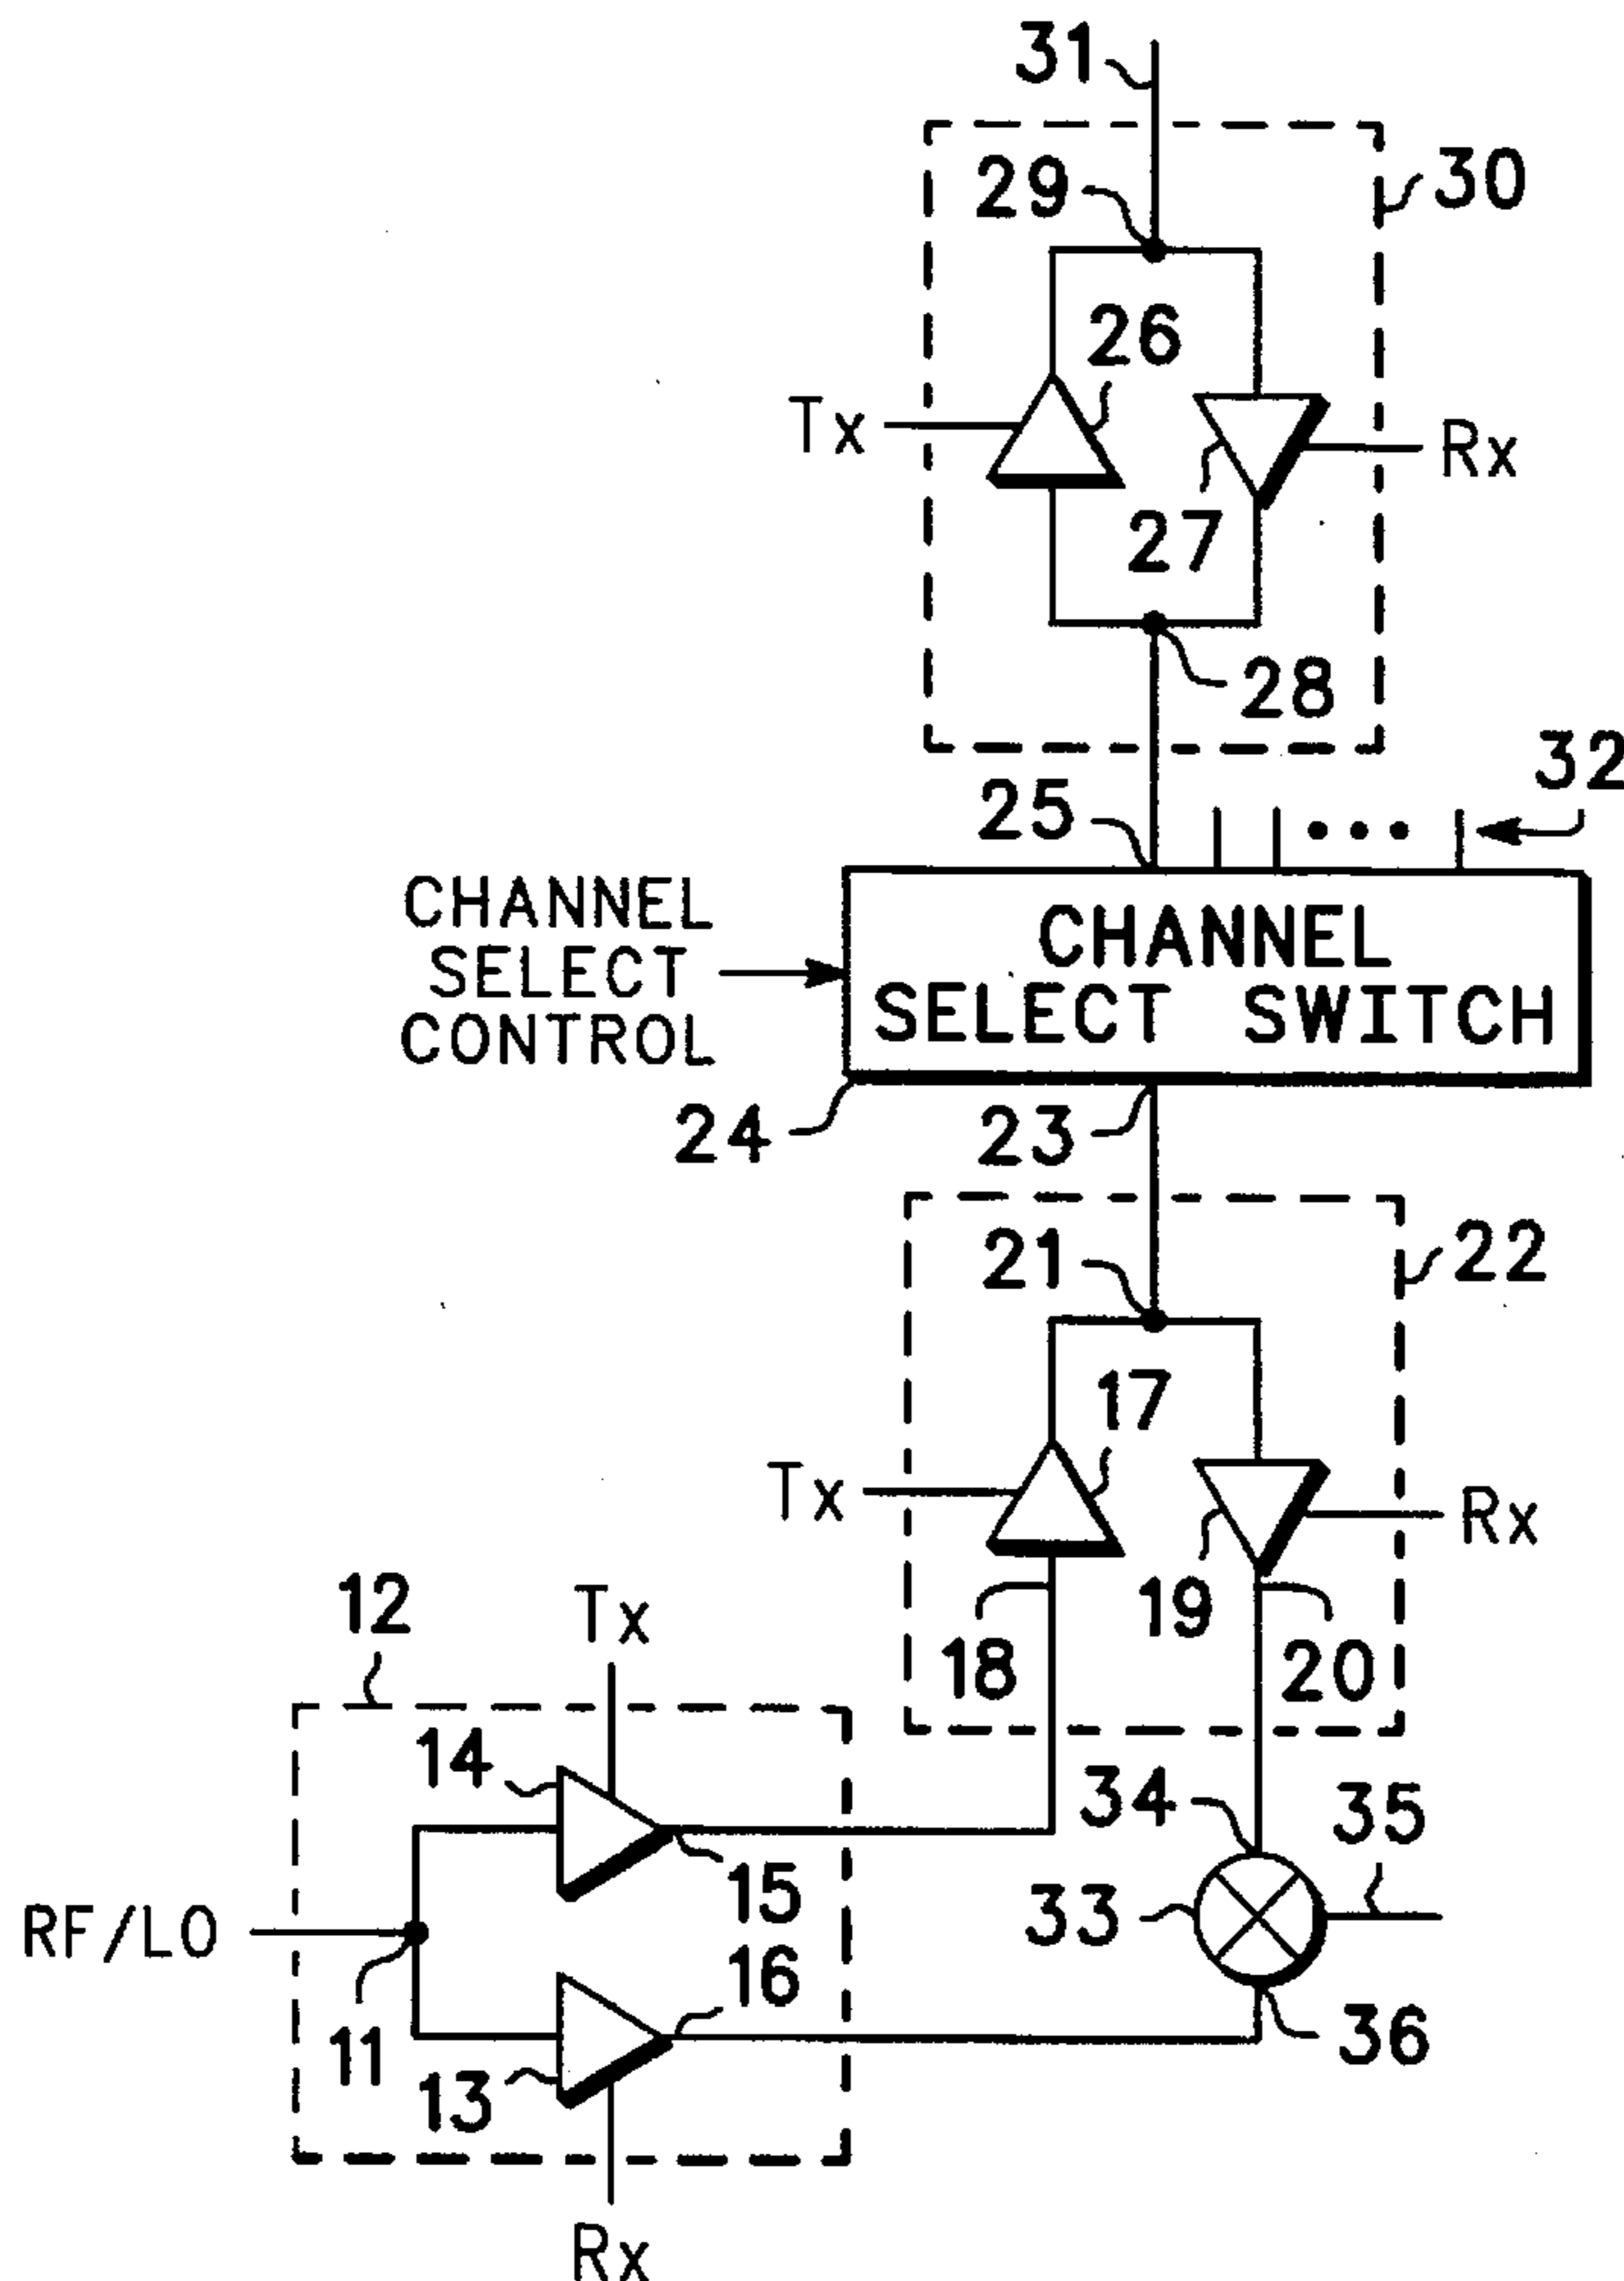 31
30
29
26
Tx
Rx
27
28
32
25
CHANNEL
SELECT
CONTROL
CHANNEL
SELECT SWITCH
24
23
22
21
17
Tx
Rx
12
Tx
19
18
20
14
34
35
15
33
RF/LO
16
11
36
13
Rx